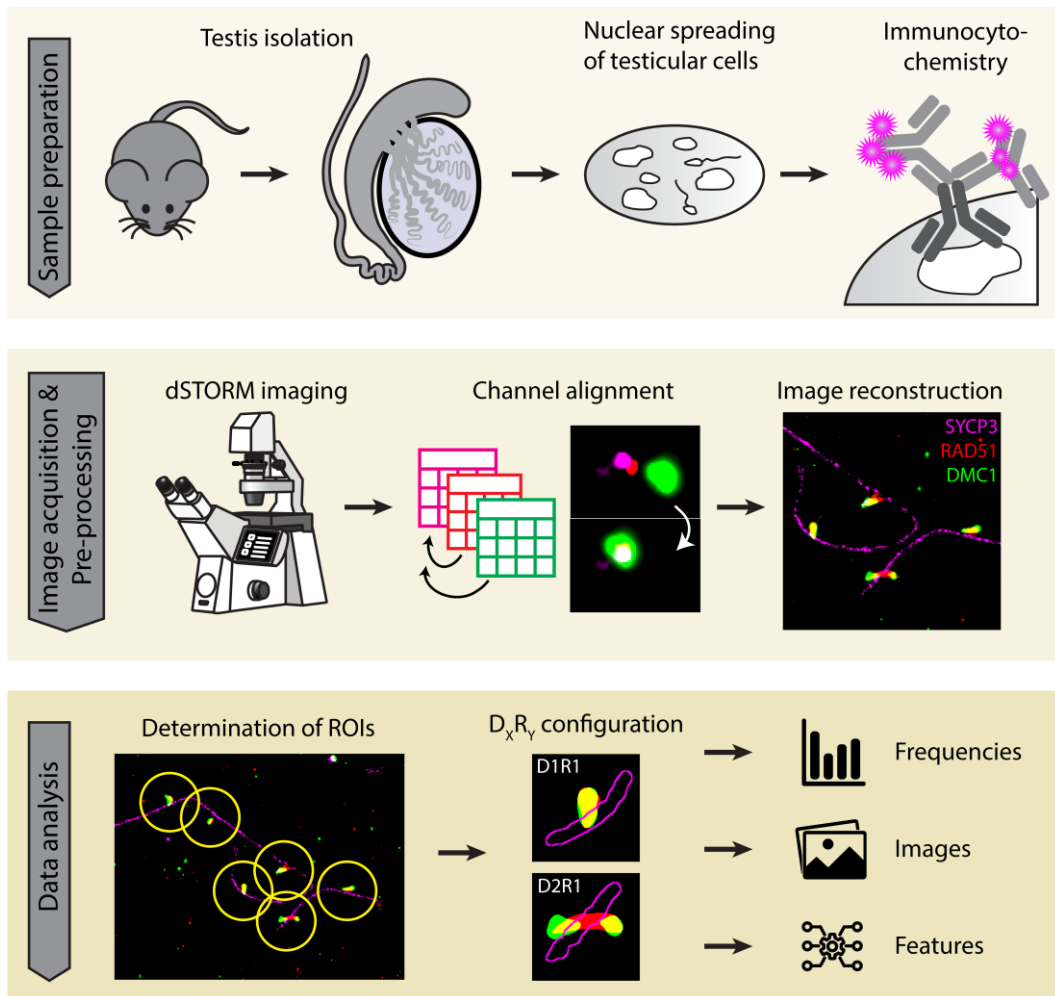 Sample preparation
Testis isolation
Nuclear spreading
of testicular cells
Immunocyto-
chemistry
Image acquisition &
Pre-processing
dSTORM imaging
Channel alignment
Image reconstruction
SYCP3
RAD51
DMC1
Data analysis
Determination of ROIs
DxRY configuration
D1R1
D2R1
Frequencies
Images
Features